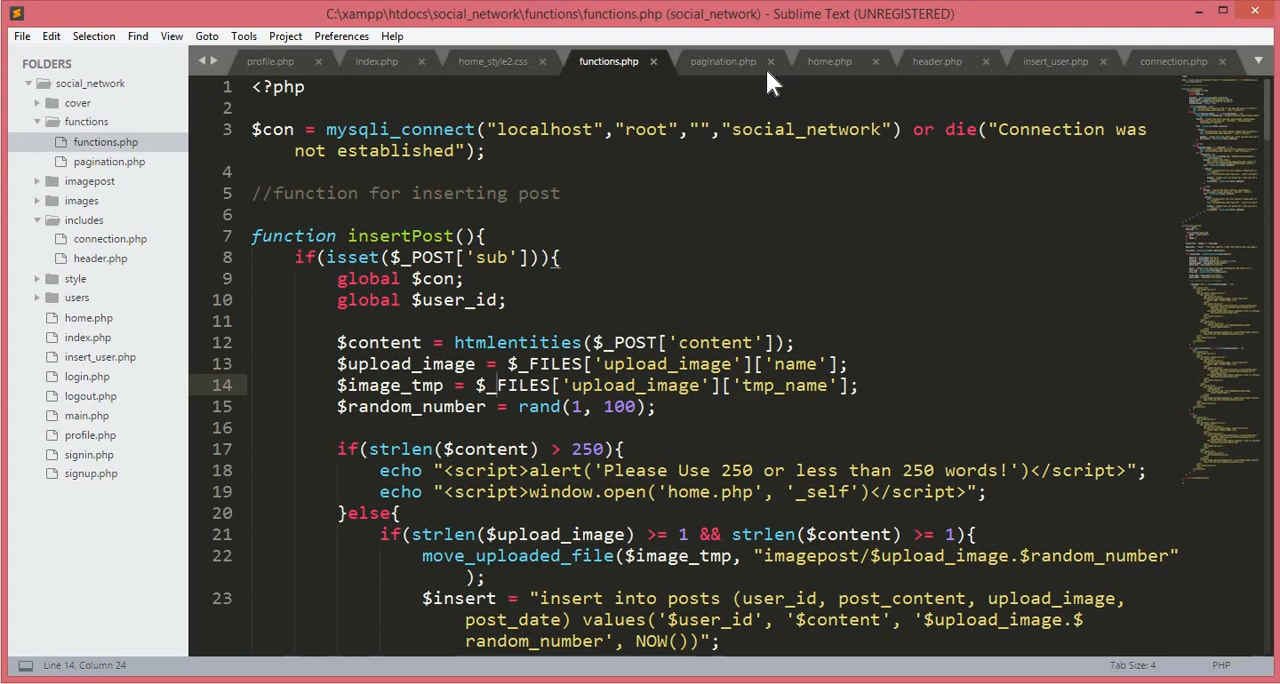 C:\xampp\htdocs\social_network\functions\functions.php (social_network) - Sublime Text (UNREGISTERED)
File Edit Selection Find View Goto Tools Project Preferences Help
FOLDERS
social_network
cover
functions
functions.php
pagination.php
imagepost
images
includes
connection.php
header.php
style
users
home.php
index.php
insert_user.php
login.php
logout.php
main.php
profile.php
signin.php
signup.php
profile.php index.php home_style2.css functions.php pagination.php home.php header.php insert_user.php connection.php
1 <?php
2
3 $con = mysqli_connect("localhost","root","","social_network") or die("Connection was
not established");
4
5 //function for inserting post
6
7 function insertPost(){
8 if(isset($_POST['sub'])){
9 global $con;
10 global $user_id;
11
12 $content = htmlentities($_POST['content']);
13 $upload_image = $_FILES['upload_image']['name'];
14 $image_tmp = $_FILES['upload_image']['tmp_name'];
15 $random_number = rand(1, 100);
16
17 if(strlen($content) > 250){
18 echo "<script>alert('Please Use 250 or less than 250 words!')</script>";
19 echo "<script>window.open('home.php', '_self')</script>";
20 }else{
21 if(strlen($upload_image) >= 1 && strlen($content) >= 1){
22 move_uploaded_file($image_tmp, "imagepost/$upload_image.$random_number"
);
23 $insert = "insert into posts (user_id, post_content, upload_image,
post_date) values('$user_id', '$content', '$upload_image.$
random_number', NOW())";
Line 14, Column 24 Tab Size: 4 PHP